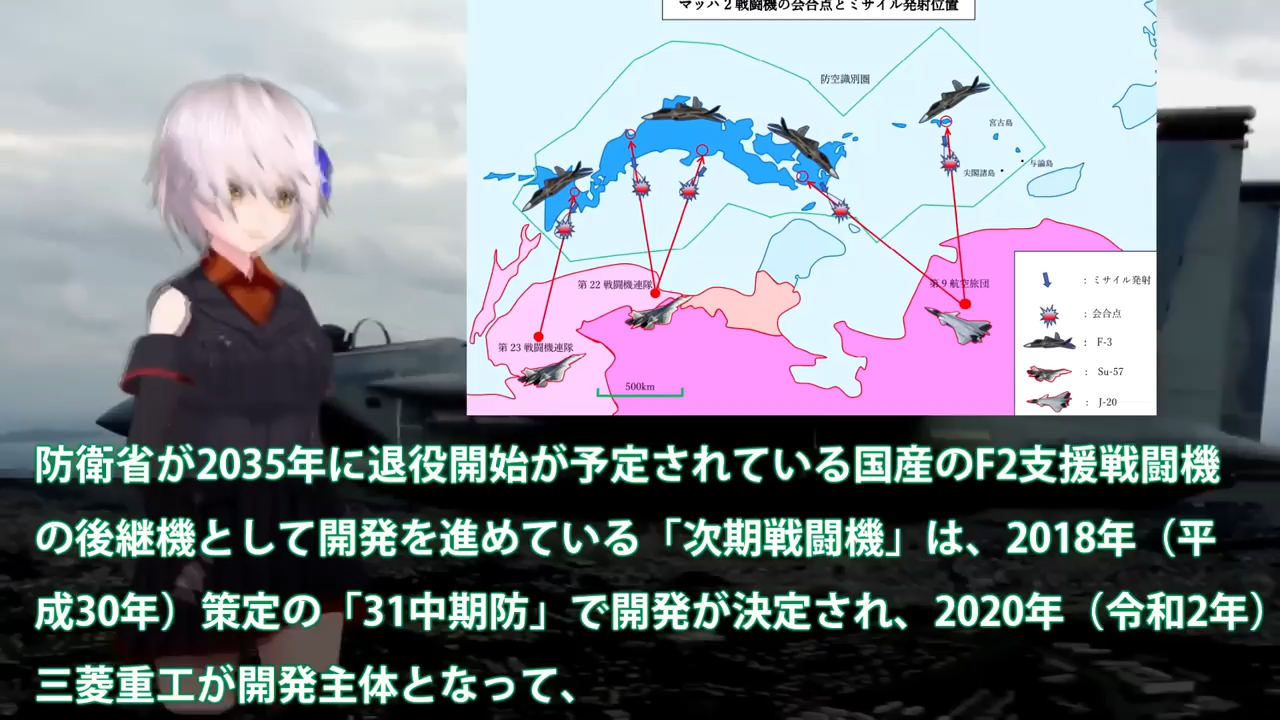 マッハ2戦闘機の会合点とミサイル発射位置
防空識別圏
宮古島
与論島
尖閣諸島
第22戦闘機連隊
第9航空旅団
第23戦闘機連隊
500km
：ミサイル発射
：会合点
： F-3
： Su-57
： J-20
防衛省が2035年に退役開始が予定されている国産のF2支援戦闘機
の後継機として開発を進めている「次期戦闘機」は、2018年（平
成30年）策定の「31中期防」で開発が決定され、2020年（令和2年）
三菱重工が開発主体となって、